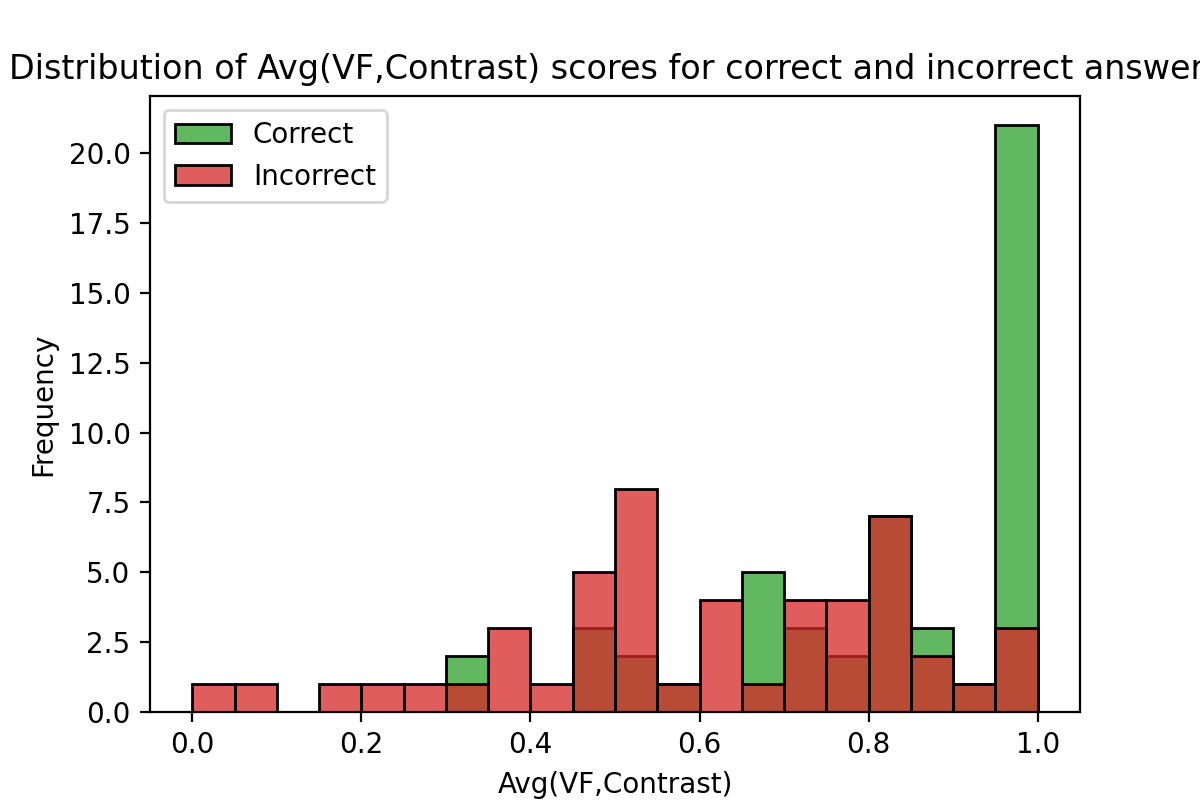 Distribution of Avg(VF,Contrast) scores for correct and incorrect answer
Correct
Incorrect
20.0
17.5
15.0
12.5
10.0
7.5
5.0
2.5
0.0
Frequency
0.0 0.2 0.4 0.6 0.8 1.0
Avg(VF,Contrast)